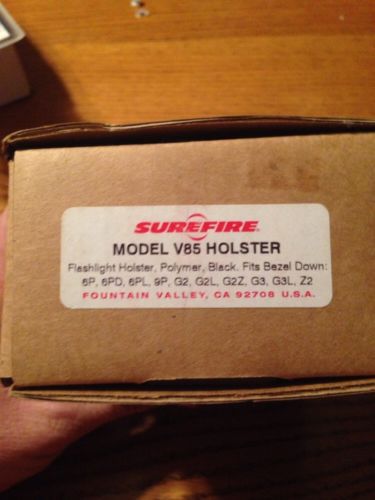 SUREFIRE
MODEL V85 HOLSTER
Flashlight Holster, Polymer, Black. Fits Bezel Down:
6P, 6PD, 6PL, 9P, G2, G2L, G2Z, G3, G3L, Z2
FOUNTAIN VALLEY, CA 92708 U.S.A.